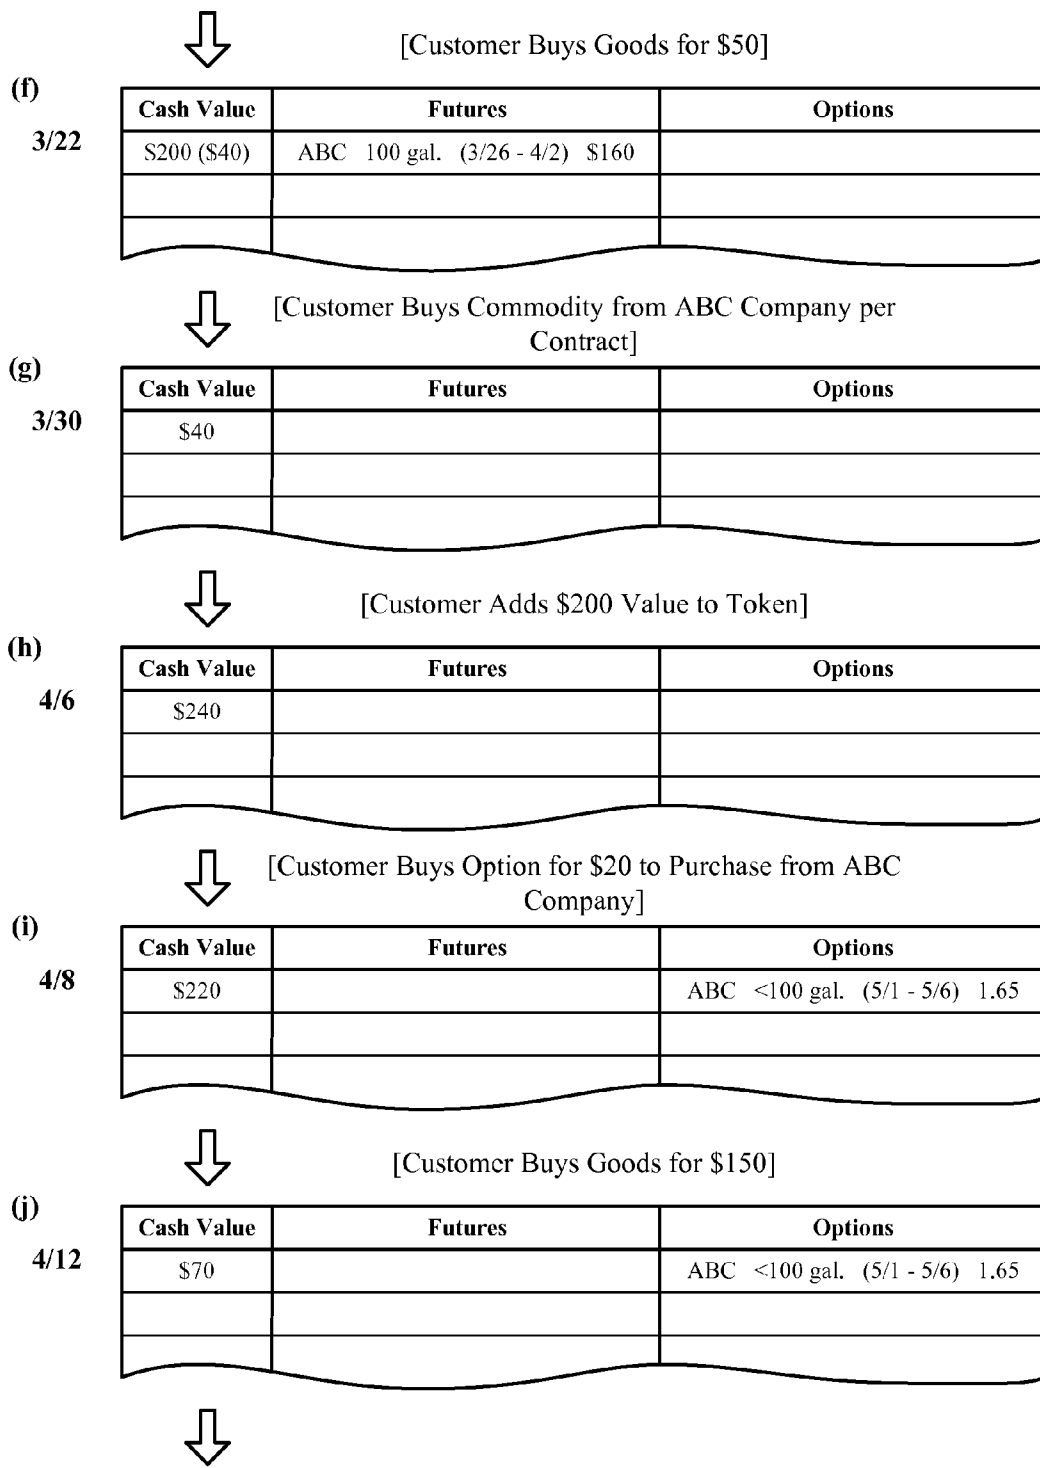 [Customer Buys Goods for $50]
(f)
3/22
Cash Value Futures Options
$200 ($40) ABC 100 gal. (3/26 - 4/2) $160
[Customer Buys Commodity from ABC Company per
Contract]
(g)
3/30
Cash Value Futures Options
$40
[Customer Adds $200 Value to Token]
(h)
4/6
Cash Value Futures Options
$240
[Customer Buys Option for $20 to Purchase from ABC
Company]
(i)
4/8
Cash Value Futures Options
$220 ABC <100 gal. (5/1 - 5/6) 1.65
[Customer Buys Goods for $150]
(j)
4/12
Cash Value Futures Options
$70 ABC <100 gal. (5/1 - 5/6) 1.65